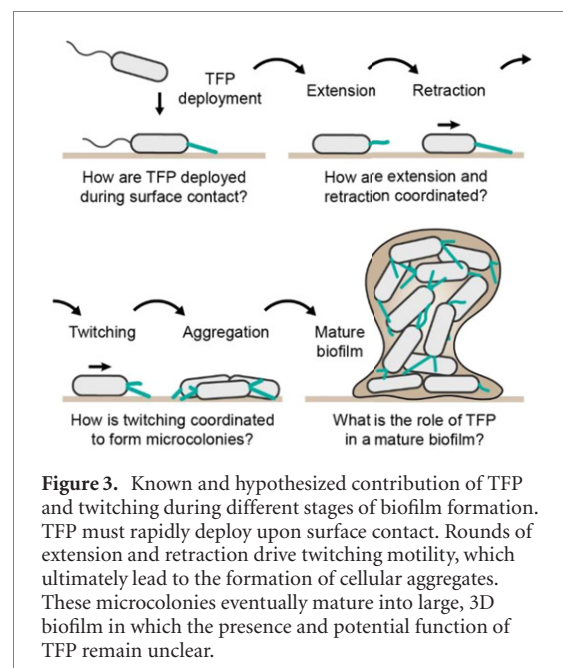 TFP
deployment
Extension
Retraction
How are TFP deployed
during surface contact?
How are extension and
retraction coordinated?
Twitching
Aggregation
Mature
biofilm
How is twitching coordinated
to form microcolonies?
What is the role of TFP
in a mature biofilm?
Figure 3. Known and hypothesized contribution of TFP
and twitching during different stages of biofilm formation.
TFP must rapidly deploy upon surface contact. Rounds of
extension and retraction drive twitching motility, which
ultimately lead to the formation of cellular aggregates.
These microcolonies eventually mature into large, 3D
biofilm in which the presence and potential function of
TFP remain unclear.